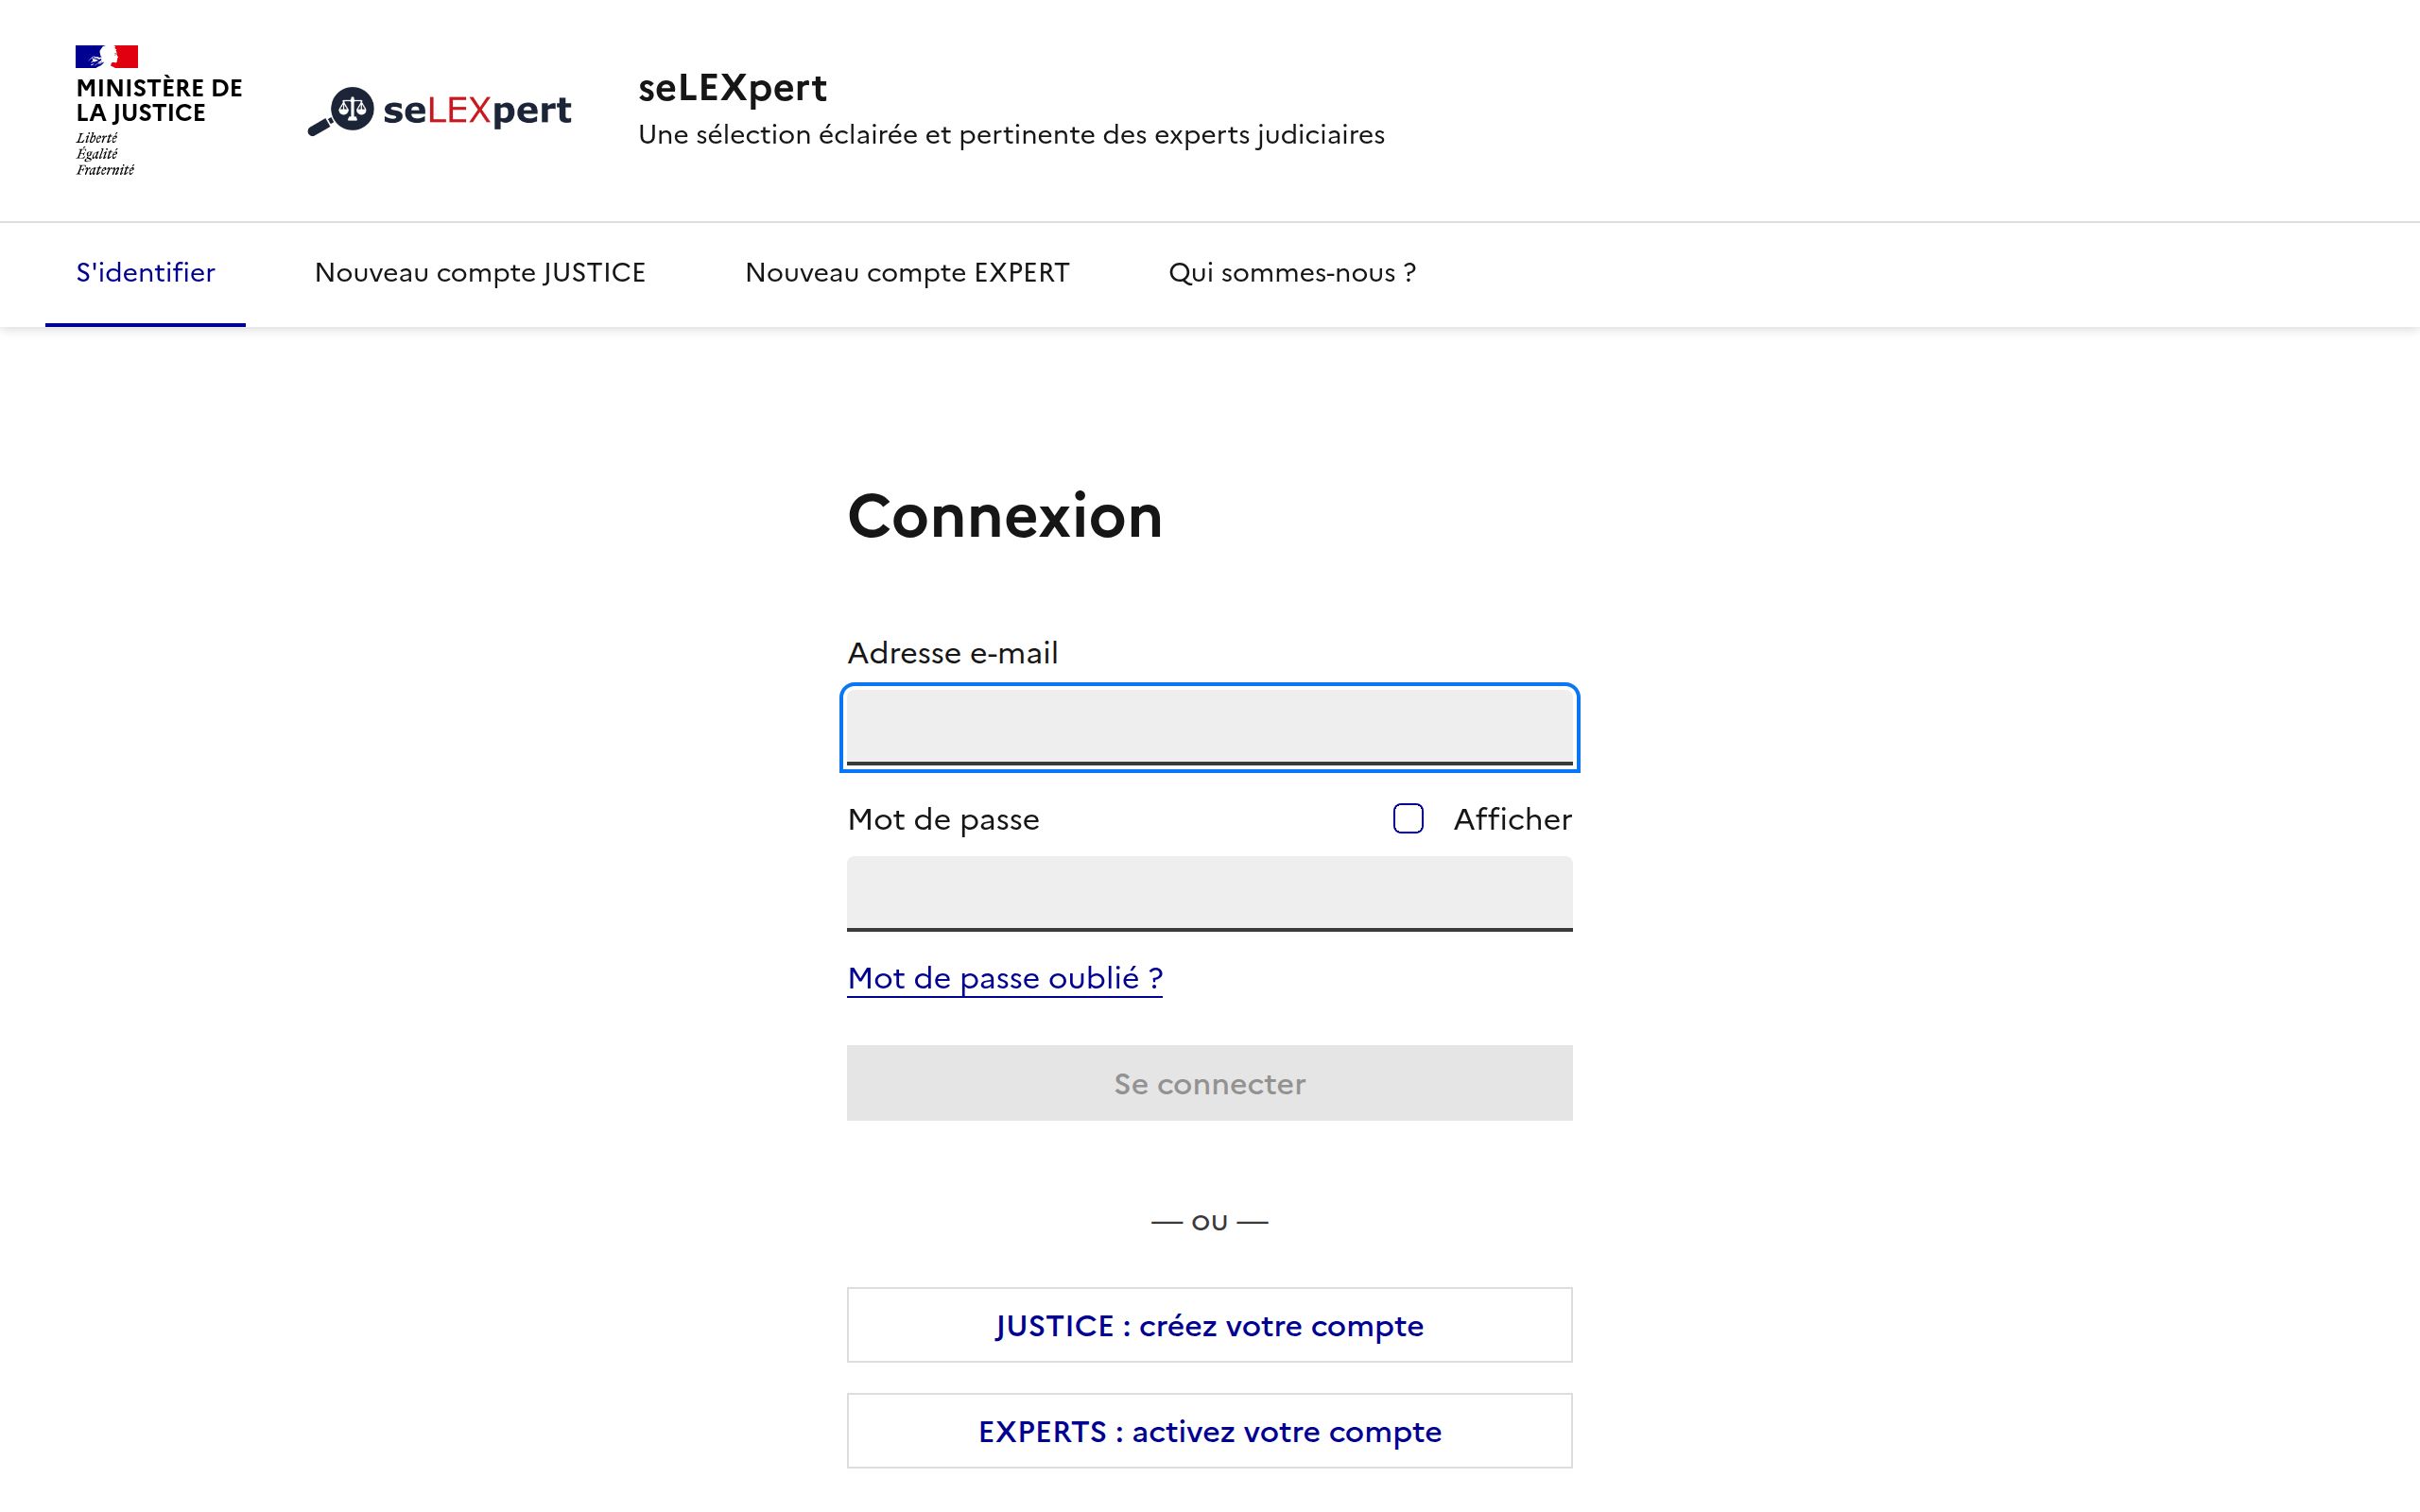 MINISTÈRE DE
LA JUSTICE
Liberté
Égalité
Fraternité
seLEXpert
seLEXpert
Une sélection éclairée et pertinente des experts judiciaires
S'identifier
Nouveau compte JUSTICE
Nouveau compte EXPERT
Qui sommes-nous ?
Connexion
Adresse e-mail
Mot de passe
Afficher
Mot de passe oublié ?
Se connecter
— ou —
JUSTICE : créez votre compte
EXPERTS : activez votre compte